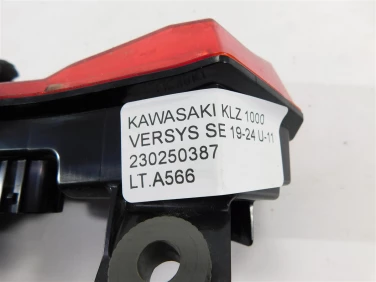 KAWASAKI KLZ 1000
VERSYS SE 19-24 U-11
230250387
LT.A566